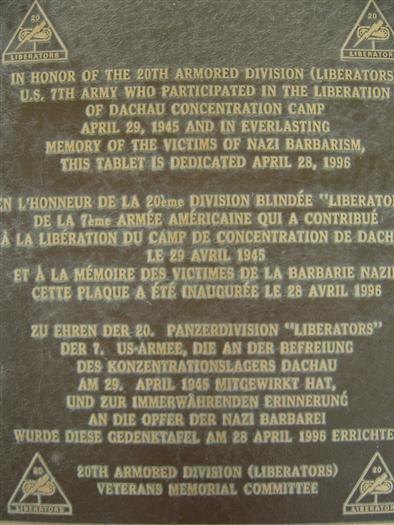 20 20
LIBERATORS LIBERATORS
IN HONOR OF THE 20TH ARMORED DIVISION (LIBERATORS
U.S. 7TH ARMY WHO PARTICIPATED IN THE LIBERATION
OF DACHAU CONCENTRATION CAMP
APRIL 29, 1945 AND IN EVERLASTING
MEMORY OF THE VICTIMS OF NAZI BARBARISM,
THIS TABLET IS DEDICATED APRIL 28, 1996
EN L'HONNEUR DE LA 20ème DIVISION BLINDÉE "LIBERATO
DE LA 7ème ARMÉE AMÉRICAINE QUI A CONTRIBUÉ
À LA LIBÉRATION DU CAMP DE CONCENTRATION DE DACH
LE 29 AVRIL 1945
ET À LA MÉMOIRE DES VICTIMES DE LA BARBARIE NAZI
CETTE PLAQUE A ÉTÉ INAUGURÉE LE 28 AVRIL 1996
ZU EHREN DER 20. PANZERDIVISION "LIBERATORS"
DER 7. US-ARMEE, DIE AN DER BEFREIUNG
DES KONZENTRATIONSLAGERS DACHAU
AM 29. APRIL 1945 MITGEWIRKT HAT,
UND ZUR IMMERWÄHRENDEN ERINNERUNG
AN DIE OPFER DER NAZI BARBAREI
WURDE DIESE GEDENKTAFEL AM 28 APRIL 1996 ERRICHTE
20TH ARMORED DIVISION (LIBERATORS)
VETERANS MEMORIAL COMMITTEE
20 20
LIBERATORS LIBERATORS